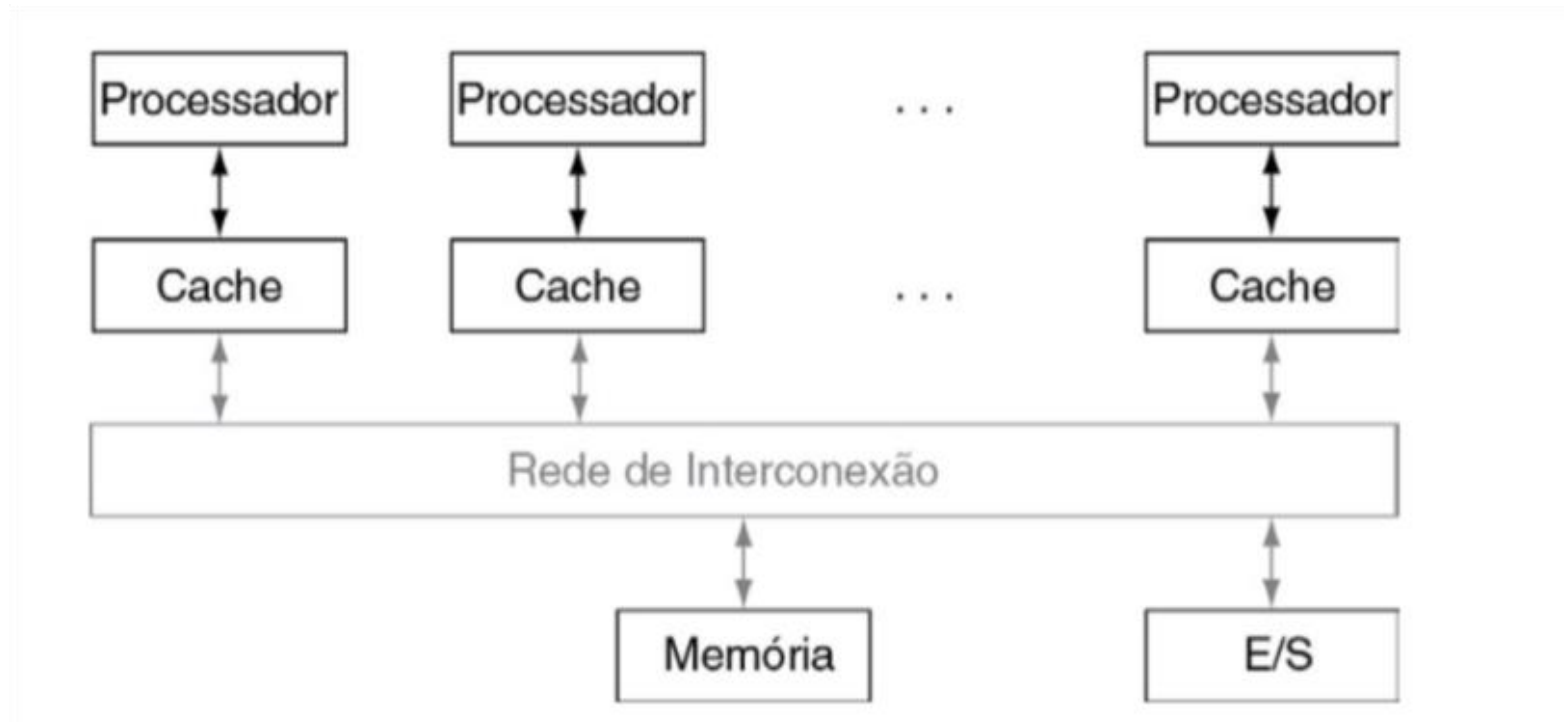 Processador Processador . . . Processador
Cache Cache . . . Cache
Rede de Interconexão
Memória E/S